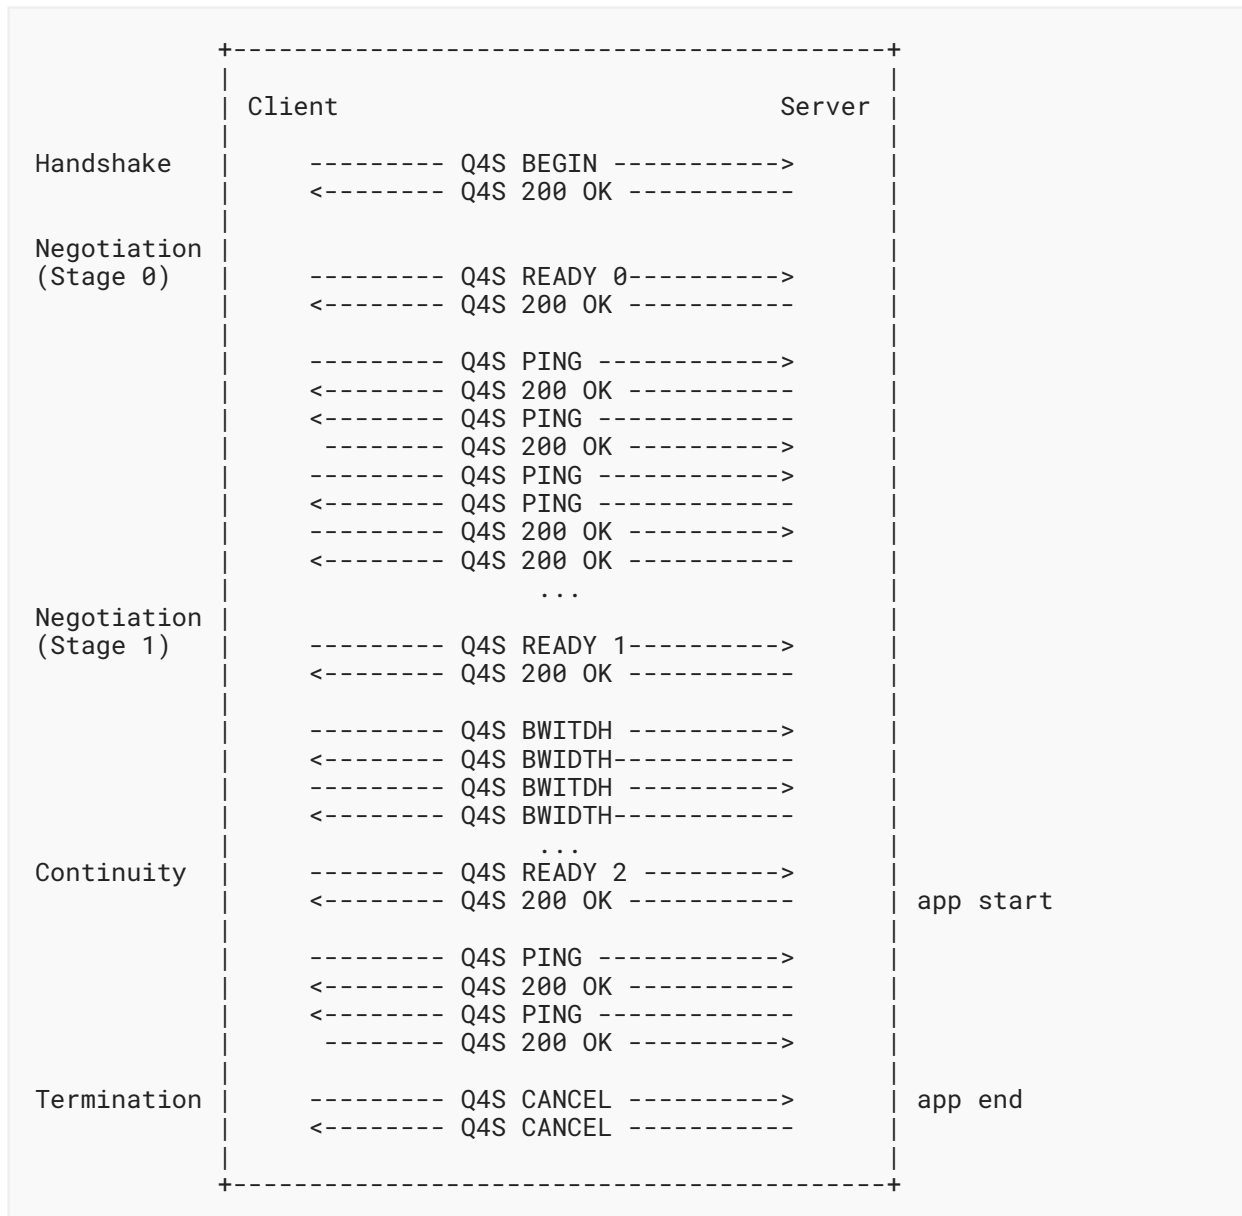 +-------------------------------------------+
| |
| Client Server |
| |
Handshake | --------- Q4S BEGIN -----------> |
| <-------- Q4S 200 OK ----------- |
| |
Negotiation | |
(Stage 0) | --------- Q4S READY 0----------> |
| <-------- Q4S 200 OK ----------- |
| |
| --------- Q4S PING ------------> |
| <-------- Q4S 200 OK ----------- |
| <-------- Q4S PING ------------- |
| -------- Q4S 200 OK ----------> |
| --------- Q4S PING ------------> |
| <-------- Q4S PING ------------- |
| --------- Q4S 200 OK ----------> |
| <-------- Q4S 200 OK ----------- |
| ... |
Negotiation | |
(Stage 1) | --------- Q4S READY 1----------> |
| <-------- Q4S 200 OK ----------- |
| |
| --------- Q4S BWITDH ----------> |
| <-------- Q4S BWIDTH------------ |
| --------- Q4S BWITDH ----------> |
| <-------- Q4S BWIDTH------------ |
| ... |
Continuity | --------- Q4S READY 2 ---------> |
| <-------- Q4S 200 OK ----------- | app start
| |
| --------- Q4S PING ------------> |
| <-------- Q4S 200 OK ----------- |
| <-------- Q4S PING ------------- |
| -------- Q4S 200 OK ----------> |
| |
Termination | --------- Q4S CANCEL ----------> | app end
| <-------- Q4S CANCEL ----------- |
| |
+-------------------------------------------+